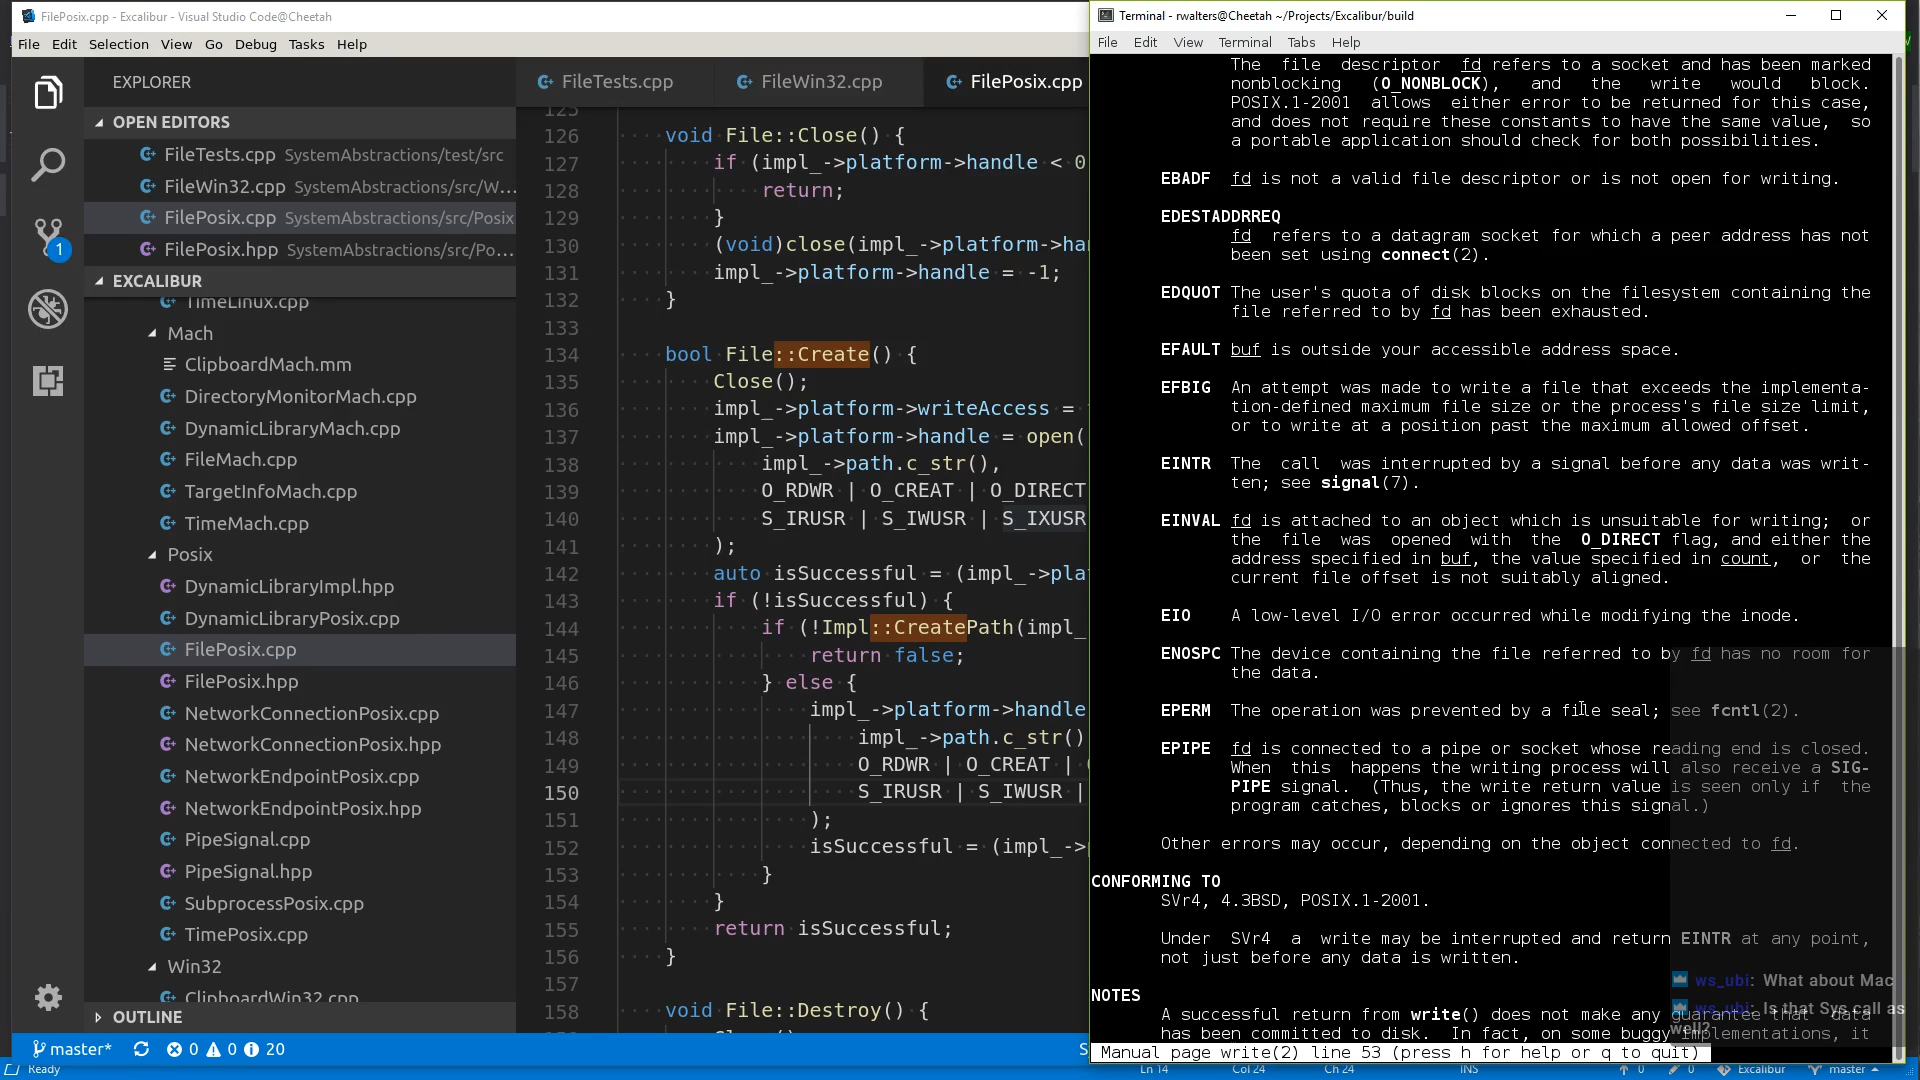 FilePosix.cpp - Excalibur - Visual Studio Code@Cheetah
File Edit Selection View Go Debug Tasks Help
EXPLORER
OPEN EDITORS
FileTests.cpp SystemAbstractions/test/src
FileWin32.cpp SystemAbstractions/src/W...
FilePosix.cpp SystemAbstractions/src/Posix
FilePosix.hpp SystemAbstractions/src/Po...
EXCALIBUR
TimeLinux.cpp
Mach
ClipboardMach.mm
DirectoryMonitorMach.cpp
DynamicLibraryMach.cpp
FileMach.cpp
TargetInfoMach.cpp
TimeMach.cpp
Posix
DynamicLibraryImpl.hpp
DynamicLibraryPosix.cpp
FilePosix.cpp
FilePosix.hpp
NetworkConnectionPosix.cpp
NetworkConnectionPosix.hpp
NetworkEndpointPosix.cpp
NetworkEndpointPosix.hpp
PipeSignal.cpp
PipeSignal.hpp
SubprocessPosix.cpp
TimePosix.cpp
Win32
ClipboardWin32.cpp
OUTLINE
FileTests.cpp FileWin32.cpp FilePosix.cpp
125
126 void File::Close() {
127 if (impl_->platform->handle < 0
128 return;
129 }
130 (void)close(impl_->platform->ha
131 impl_->platform->handle = -1;
132 }
133
134 bool File::Create() {
135 Close();
136 impl_->platform->writeAccess =
137 impl_->platform->handle = open(
138 impl_->path.c_str(),
139 O_RDWR | O_CREAT | O_DIRECT
140 S_IRUSR | S_IWUSR | S_IXUSR
141 );
142 auto isSuccessful = (impl_->pla
143 if (!isSuccessful) {
144 if (!Impl::CreatePath(impl_
145 return false;
146 } else {
147 impl_->platform->handle
148 impl_->path.c_str()
149 O_RDWR | O_CREAT |
150 S_IRUSR | S_IWUSR |
151 );
152 isSuccessful = (impl_->
153 }
154 }
155 return isSuccessful;
156 }
157
158 void File::Destroy() {
master* 0 0 20
Ready Ln 14 Col 24 Ch 24 INS 0 0 Excalibur master
Terminal - rwalters@Cheetah ~/Projects/Excalibur/build
File Edit View Terminal Tabs Help
The file descriptor fd refers to a socket and has been marked
nonblocking (O_NONBLOCK), and the write would block.
POSIX.1-2001 allows either error to be returned for this case,
and does not require these constants to have the same value, so
a portable application should check for both possibilities.
EBADF fd is not a valid file descriptor or is not open for writing.
EDESTADDRREQ
fd refers to a datagram socket for which a peer address has not
been set using connect(2).
EDQUOT The user's quota of disk blocks on the filesystem containing the
file referred to by fd has been exhausted.
EFAULT buf is outside your accessible address space.
EFBIG An attempt was made to write a file that exceeds the implementa-
tion-defined maximum file size or the process's file size limit,
or to write at a position past the maximum allowed offset.
EINTR The call was interrupted by a signal before any data was writ-
ten; see signal(7).
EINVAL fd is attached to an object which is unsuitable for writing; or
the file was opened with the O_DIRECT flag, and either the
address specified in buf, the value specified in count, or the
current file offset is not suitably aligned.
EIO A low-level I/O error occurred while modifying the inode.
ENOSPC The device containing the file referred to by fd has no room for
the data.
EPERM The operation was prevented by a file seal; see fcntl(2).
EPIPE fd is connected to a pipe or socket whose reading end is closed.
When this happens the writing process will also receive a SIG-
PIPE signal. (Thus, the write return value is seen only if the
program catches, blocks or ignores this signal.)
Other errors may occur, depending on the object connected to fd.
CONFORMING TO
SVr4, 4.3BSD, POSIX.1-2001.
Under SVr4 a write may be interrupted and return EINTR at any point,
not just before any data is written.
NOTES
A successful return from write() does not make any guarantee that data
has been committed to disk. In fact, on some buggy implementations, it
Manual page write(2) line 53 (press h for help or q to quit)
ws_ubi: What about Mac
ws_ubi: Is that Sys call as
well?